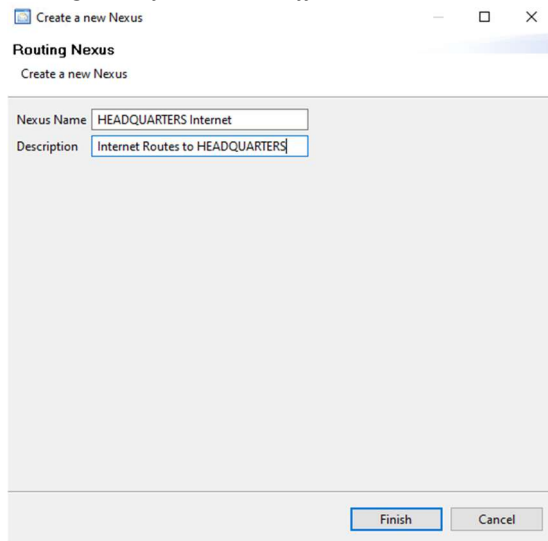 Create a new Nexus
Routing Nexus
Create a new Nexus
Nexus Name HEADQUARTERS Internet
Description Internet Routes to HEADQUARTERS
Finish Cancel